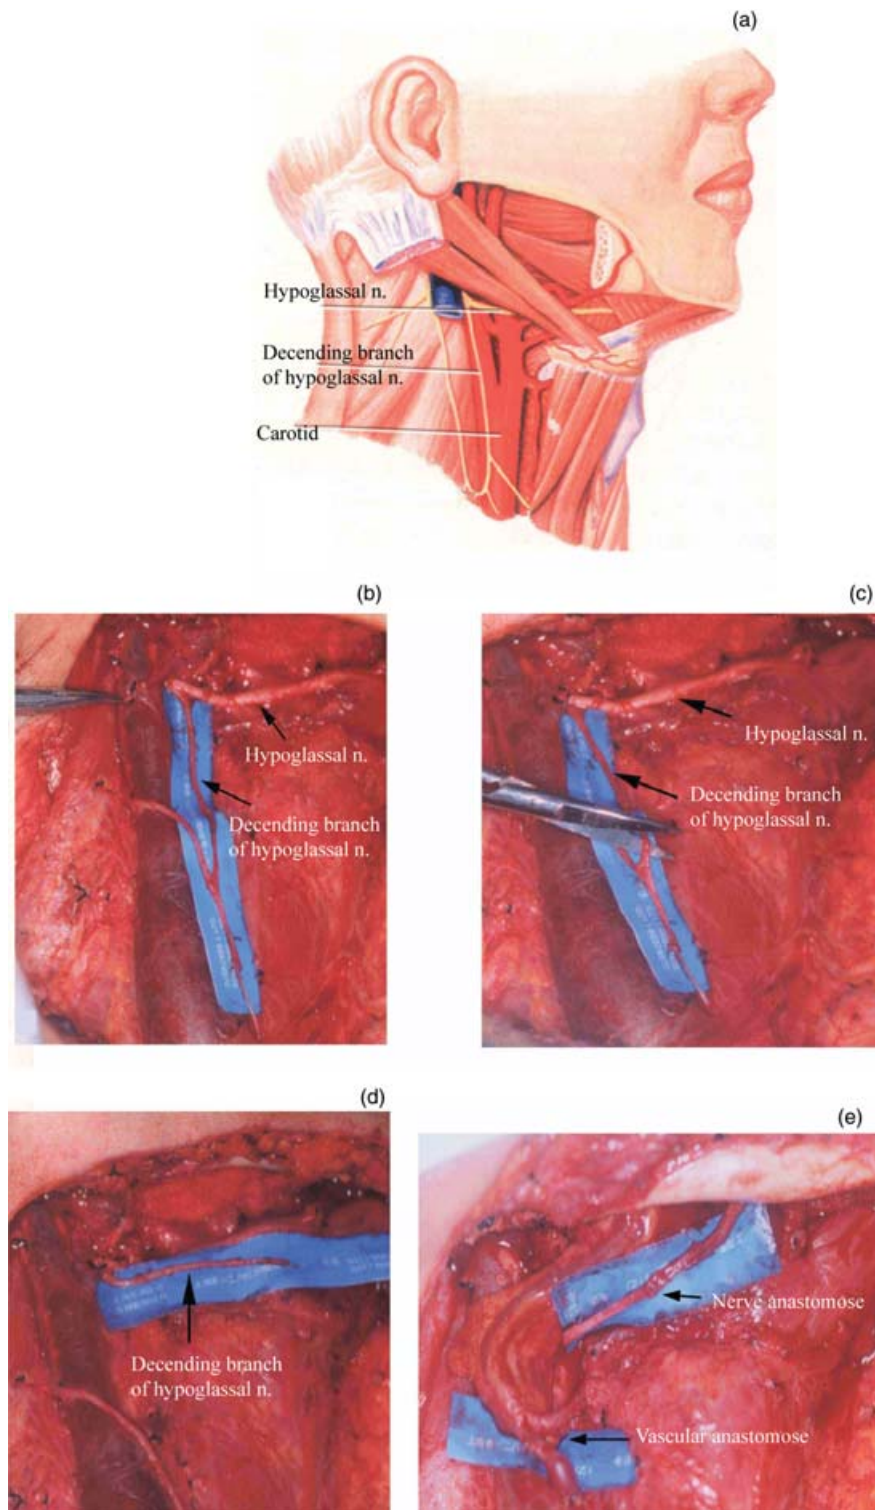 (a)
Hypoglassal n.
Decending branch
of hypoglassal n.
Carotid
(b)
Hypoglassal n.
Decending branch
of hypoglassal n.
(c)
Hypoglassal n.
Decending branch
of hypoglassal n.
(d)
Decending branch
of hypoglassal n.
(e)
Nerve anastomose
Vascular anastomose